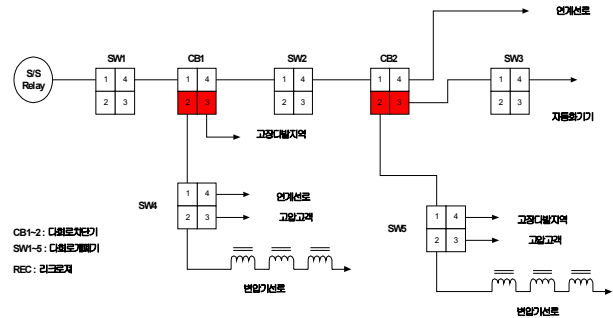 연계선로
SW1
CB1
SW2
CB2
SW3
S/S
Relay
1 4
2 3
1 4
2 3
1 4
2 3
1 4
2 3
1 4
2 3
고장다발지역
자동화기기
SW4
1 4
2 3
연계선로
고압고객
SW5
1 4
2 3
고장다발지역
고압고객
CB1~2 : 다회로차단기
SW1~5 : 다회로개폐기
REC : 리크로져
변압기선로
변압기선로